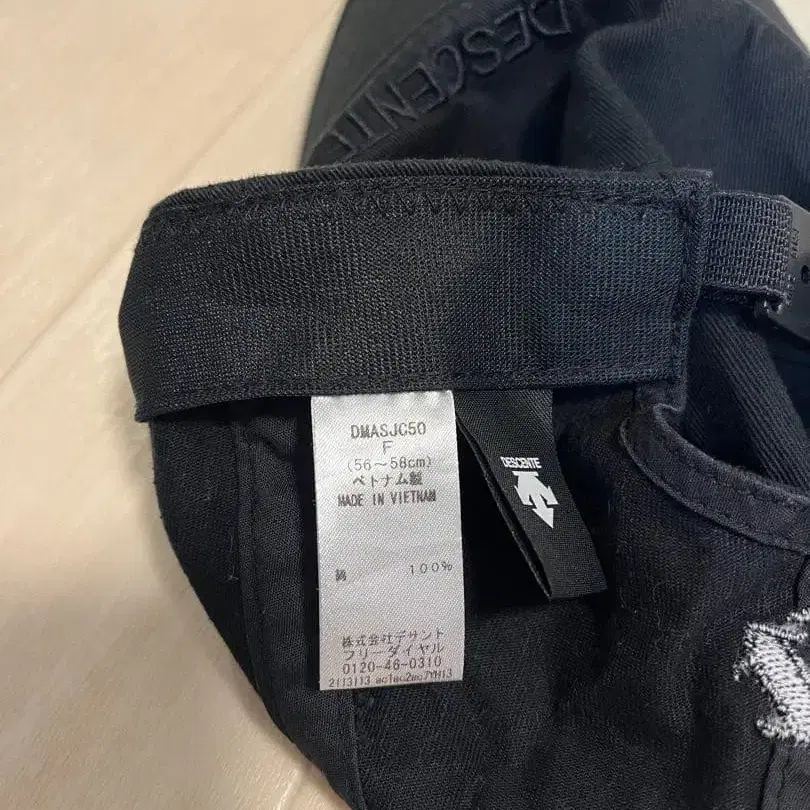 DESCENTE
DMASJC50
F
(56～58cm)
ベトナム製
MADE IN VIETNAM
綿 100%
株式会社デサント
フリーダイヤル
0120-46-0310
DESCENTE